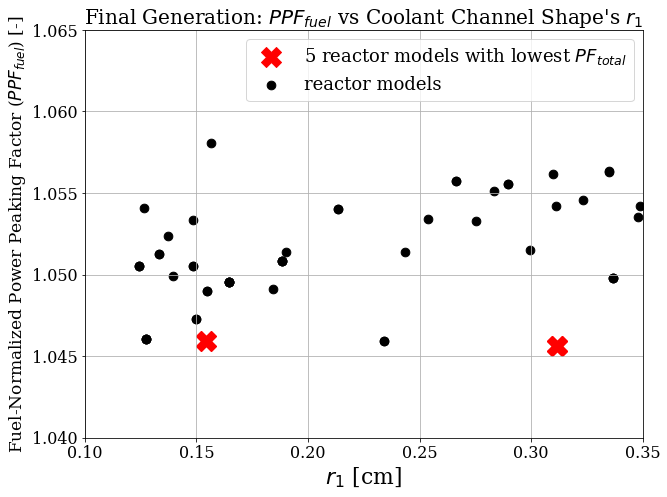 Final Generation: PPF_fuel vs Coolant Channel Shape's r_1
5 reactor models with lowest PF_total
reactor models
Fuel-Normalized Power Peaking Factor (PPF_fuel) [-]
1.065
1.060
1.055
1.050
1.045
1.040
0.10 0.15 0.20 0.25 0.30 0.35
r_1 [cm]